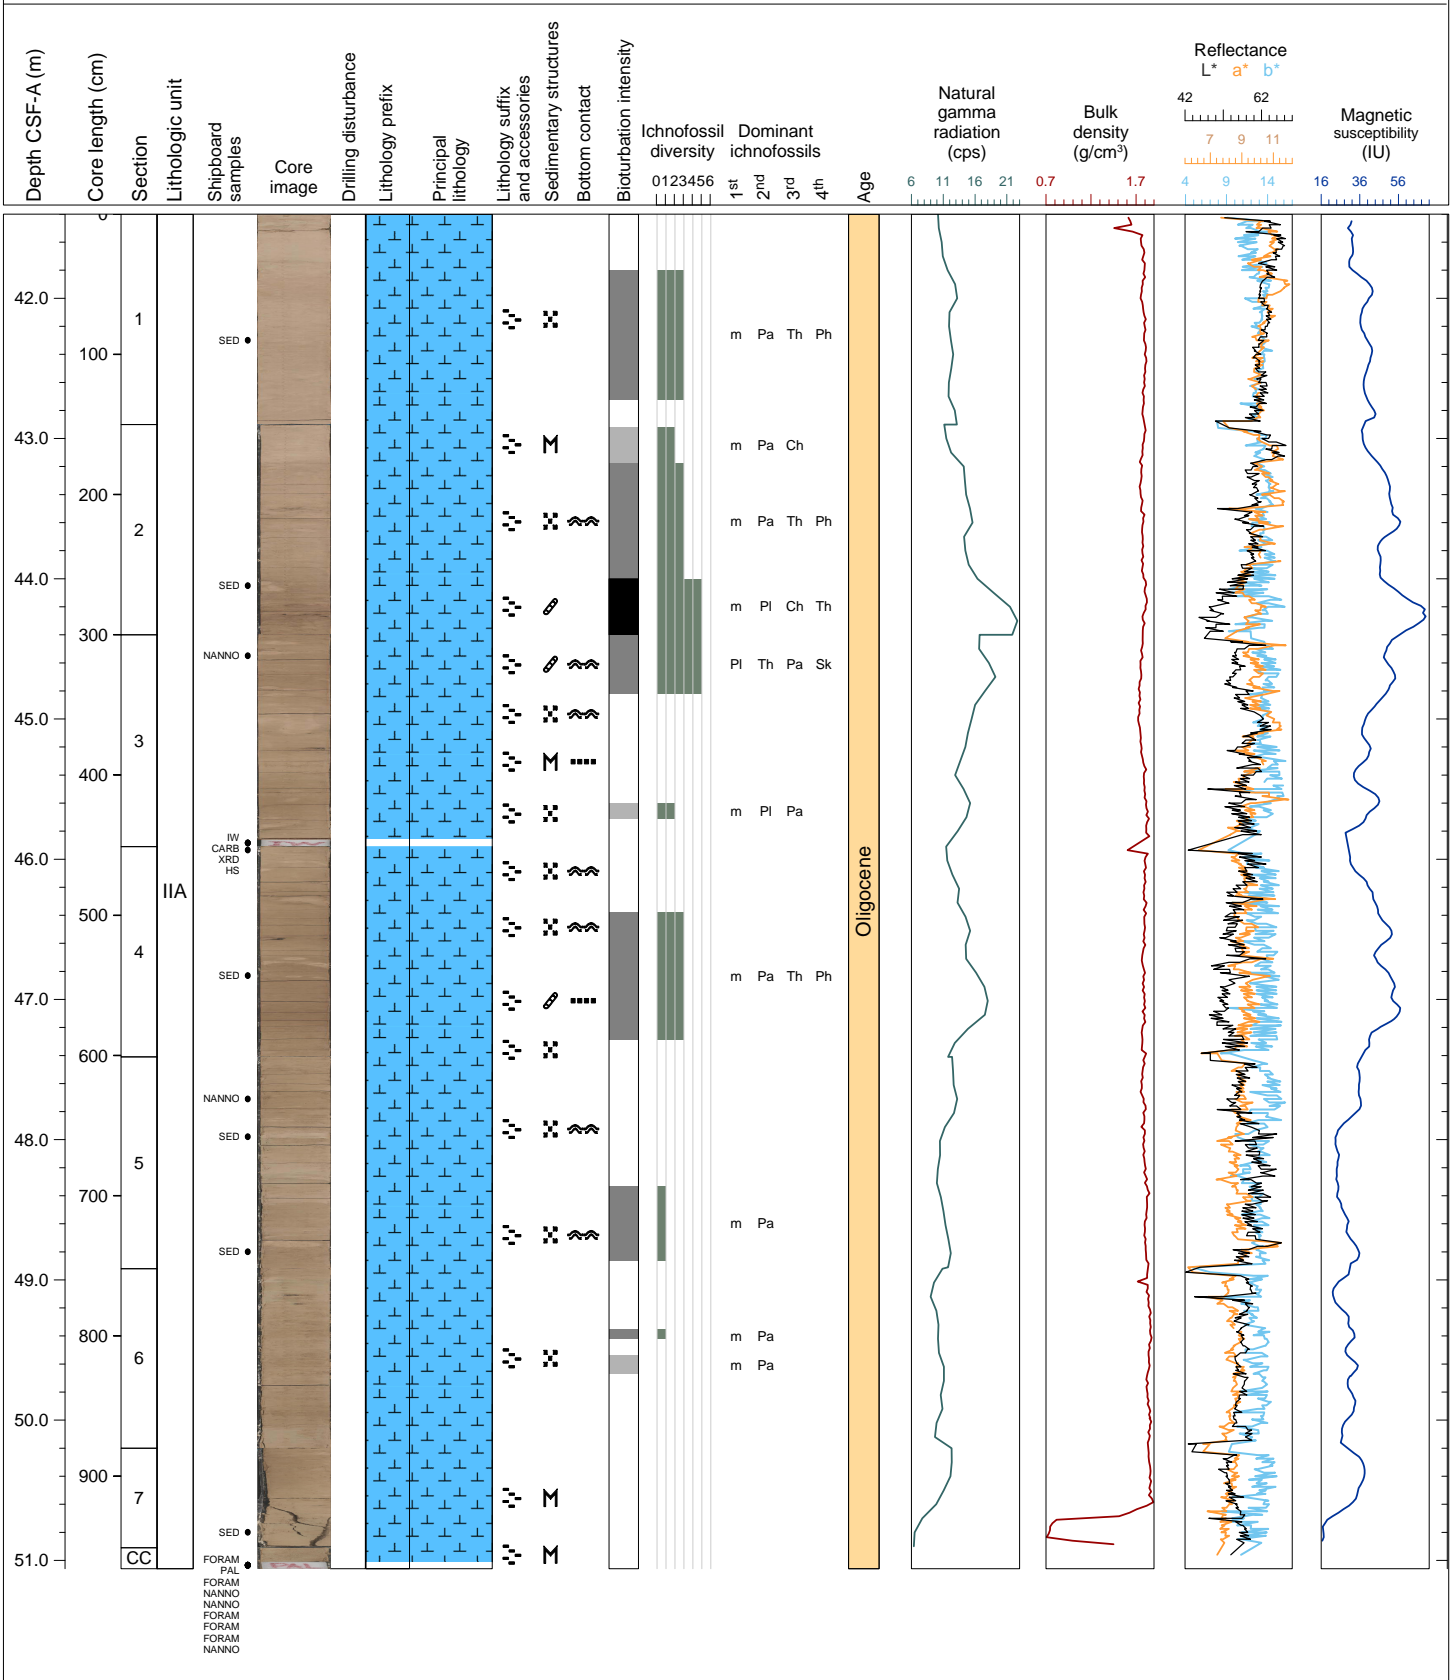 Depth CSF-A (m)
Core length (cm)
Section
Lithologic unit
Shipboard
samples
Core
image
Drilling disturbance
Lithology prefix
Principal
lithology
Lithology suffix
and accessories
Sedimentary structures
Bottom contact
Bioturbation intensity
Ichnofossil
diversity
0123456
Dominant
ichnofossils
1st 2nd 3rd 4th
Age
Natural
gamma
radiation
(cps)
6 11 16 21
Bulk
density
(g/cm³)
0.7 1.7
Reflectance
L* a* b*
42 62
7 9 11
4 9 14
Magnetic
susceptibility
(IU)
16 36 56
0
42.0
1
SED
m Pa Th Ph
100
43.0
m Pa Ch
200
2
m Pa Th Ph
44.0
SED
m Pl Ch Th
300
NANNO
Pl Th Pa Sk
45.0
3
400
m Pl Pa
IW
CARB
XRD
HS
46.0
IIA
Oligocene
500
4
SED
m Pa Th Ph
47.0
600
NANNO
SED
48.0
5
700
m Pa
SED
49.0
800
m Pa
6
m Pa
50.0
900
7
SED
51.0
CC
FORAM
PAL
FORAM
NANNO
NANNO
FORAM
FORAM
FORAM
NANNO